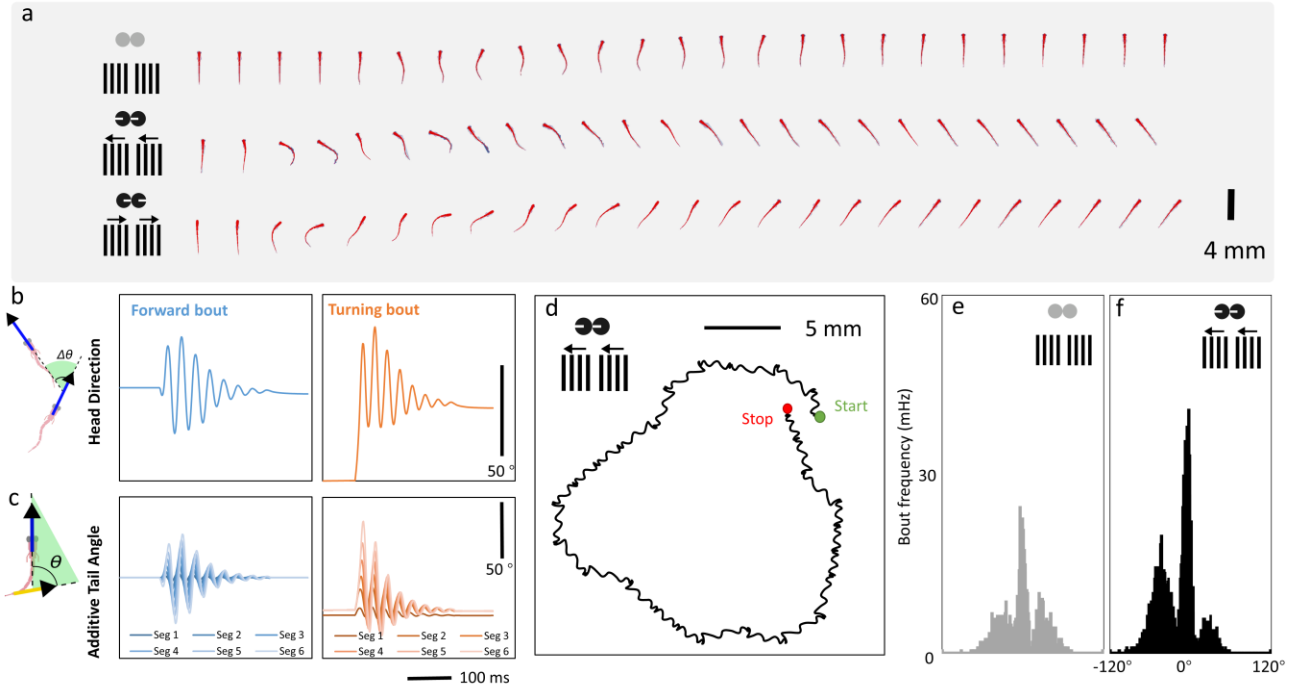 a
4 mm
b
Forward bout
Turning bout
Δθ
Head Direction
50 °
c
θ
Additive Tail Angle
50°
Seg 1 Seg 2 Seg 3
Seg 4 Seg 5 Seg 6
Seg 1 Seg 2 Seg 3
Seg 4 Seg 5 Seg 6
100 ms
d
5 mm
Stop
Start
e
f
Bout frequency (mHz)
60
30
0
-120° 0° 120°